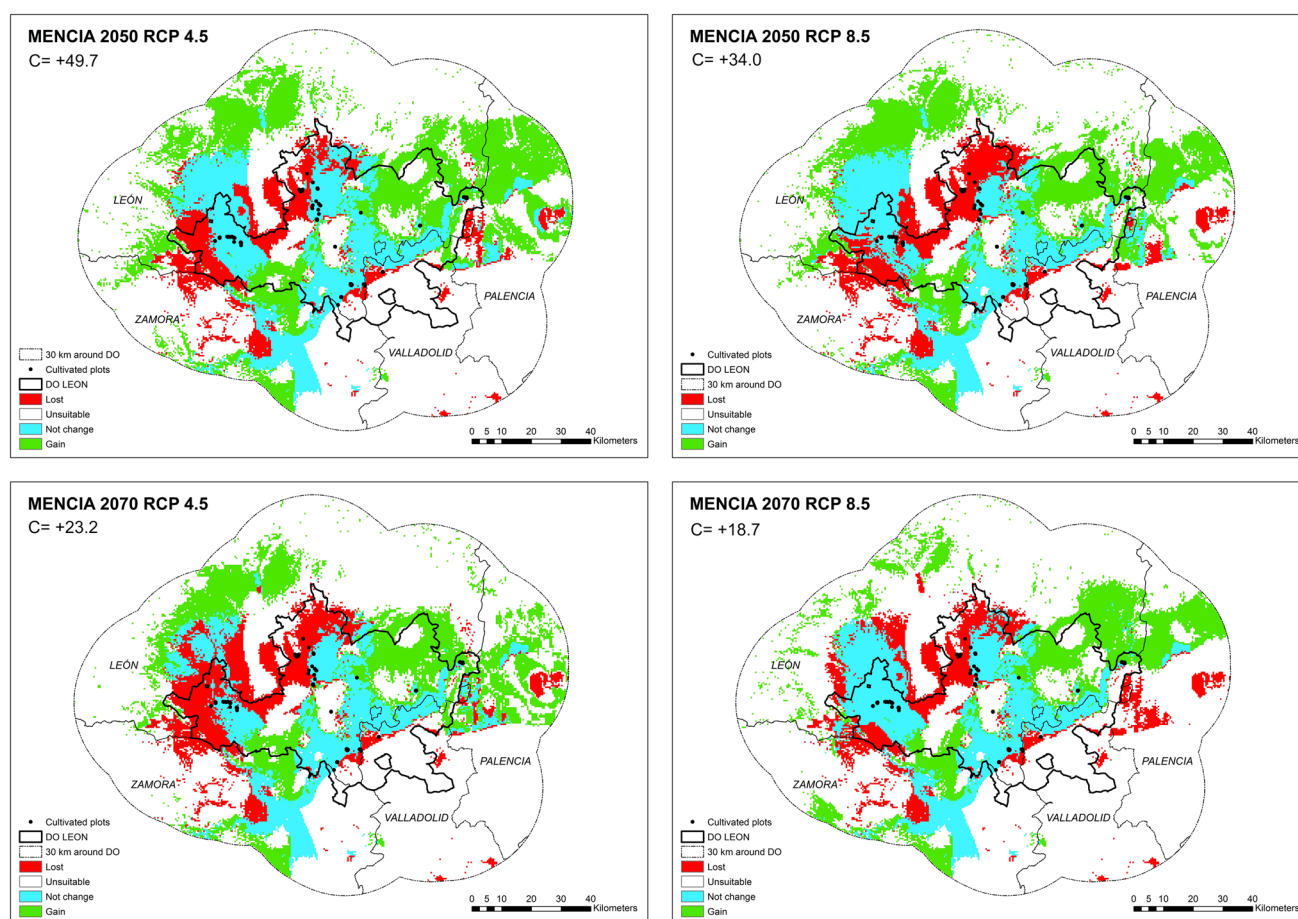 MENCIA 2050 RCP 4.5
C= +49.7
LEÓN
PALENCIA
ZAMORA
VALLADOLID
30 km around DO
Cultivated plots
DO LEON
Lost
Unsuitable
Not change
Gain
0 5 10 20 30 40
Kilometers
MENCIA 2050 RCP 8.5
C= +34.0
LEÓN
PALENCIA
ZAMORA
VALLADOLID
Cultivated plots
DO LEON
30 km around DO
Lost
Unsuitable
Not change
Gain
0 5 10 20 30 40
Kilometers
MENCIA 2070 RCP 4.5
C= +23.2
LEÓN
PALENCIA
ZAMORA
VALLADOLID
Cultivated plots
DO LEON
30 km around DO
Lost
Unsuitable
Not change
Gain
0 5 10 20 30 40
Kilometers
MENCIA 2070 RCP 8.5
C= +18.7
LEÓN
PALENCIA
ZAMORA
VALLADOLID
Cultivated plots
DO LEON
30 km around DO
Lost
Unsuitable
Not change
Gain
0 5 10 20 30 40
Kilometers